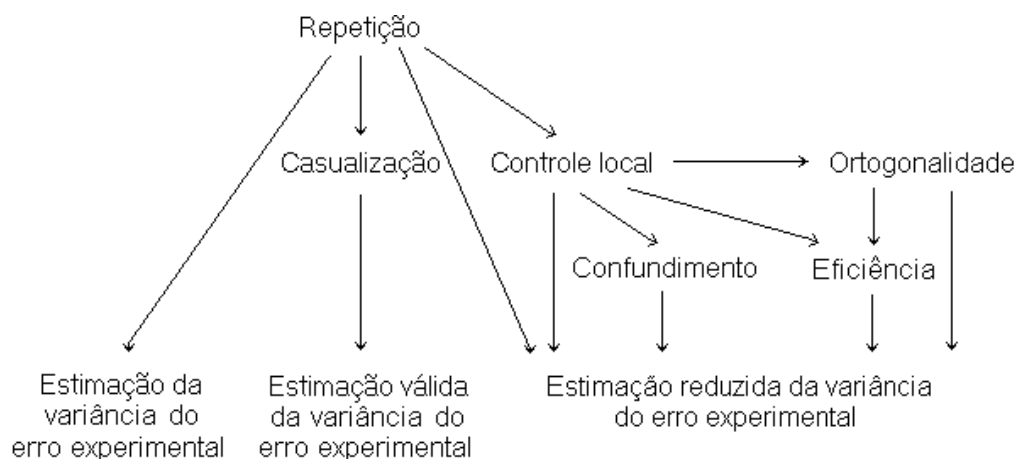 Repetição
Casualização
Controle local
Ortogonalidade
Confundimento
Eficiência
Estimação da
variância do
erro experimental
Estimação válida
da variância do
erro experimental
Estimação reduzida da variância
do erro experimental